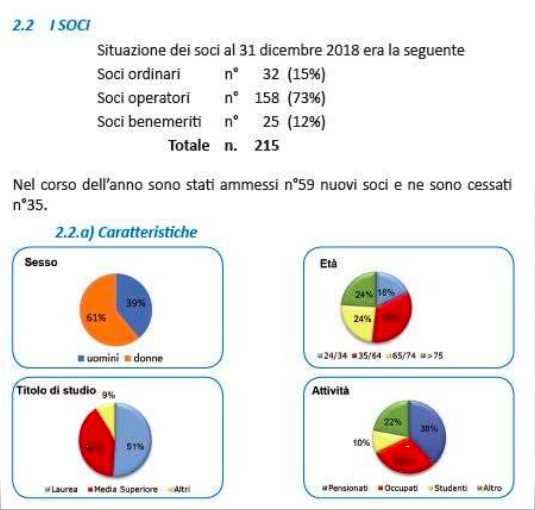 2.2 I SOCI
Situazione dei soci al 31 dicembre 2018 era la seguente
Soci ordinari n° 32 (15%)
Soci operatori n° 158 (73%)
Soci benemeriti n° 25 (12%)
Totale n. 215
Nel corso dell'anno sono stati ammessi n°59 nuovi soci e ne sono cessati
n°35.
2.2.a) Caratteristiche
Sesso
39%
61%
uomini donne
Età
24% 18%
24%
24/34 35/64 65/74 > 75
Titolo di studio
9%
51%
Laurea Media Superiore Altri
Attività
22% 38%
10%
Pensionati Occupati Studenti Altro